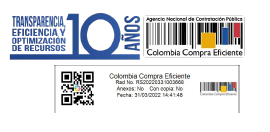 TRANSPARENCIA,
EFICIENCIA Y
OPTIMIZACIÓN
DE RECURSOS
10
AÑOS
Agencia Nacional de Contratación Pública
Colombia Compra Eficiente
Colombia Compra Eficiente
Rad No. RS20220331003668
Anexos: No Con copia: No
Fecha: 31/03/2022 14:41:48